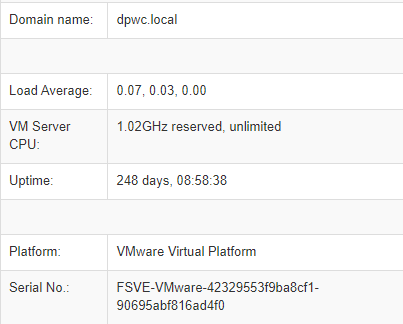 Domain name: dpwc.local
Load Average: 0.07, 0.03, 0.00
VM Server 1.02GHz reserved, unlimited
CPU:
Uptime: 248 days, 08:58:38
Platform: VMware Virtual Platform
Serial No.: FSVE-VMware-42329553f9ba8cf1-
90695abf816ad4f0